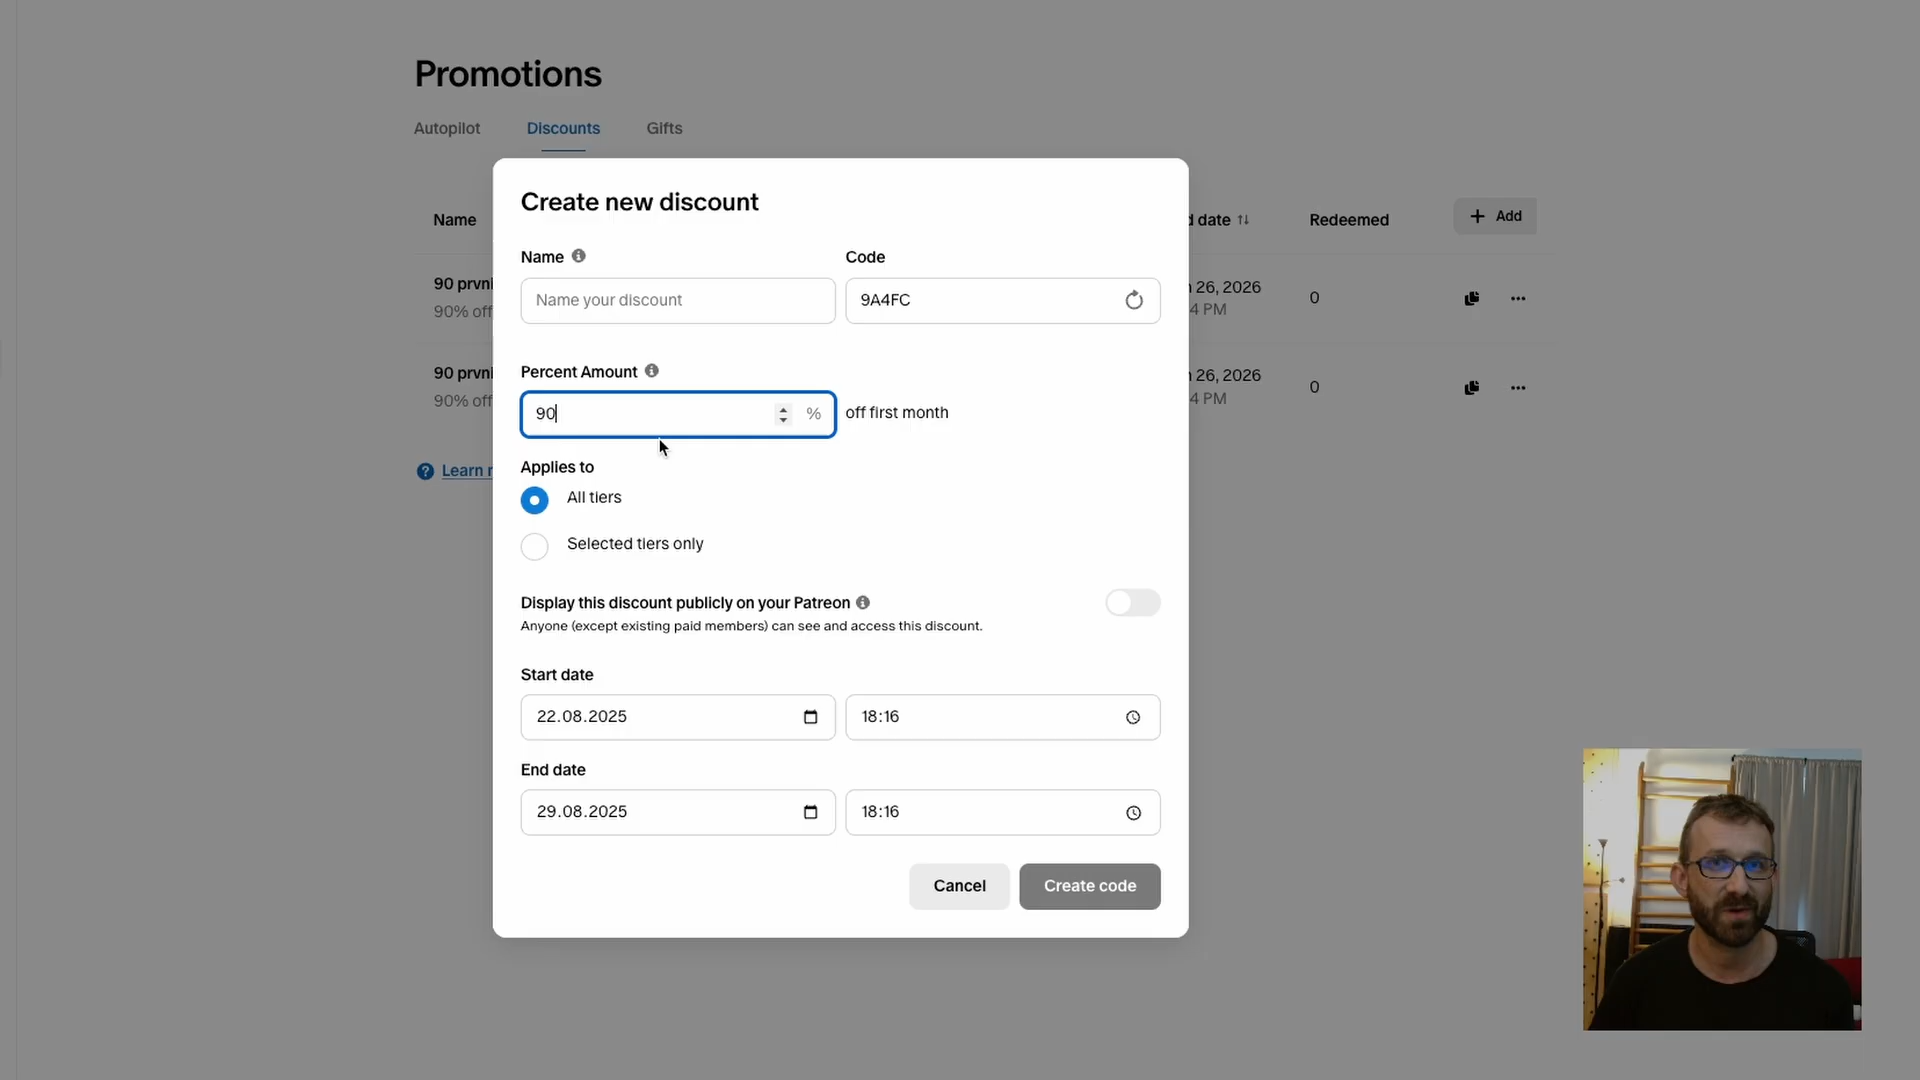 Promotions
Autopilot Discounts Gifts
Name d date Redeemed + Add
90 prvni n 26, 2026 0
90% off 4 PM
90 prvni n 26, 2026 0
90% off 4 PM
Learn
Create new discount
Name Code
Name your discount 9A4FC
Percent Amount
90 % off first month
Applies to
All tiers
Selected tiers only
Display this discount publicly on your Patreon
Anyone (except existing paid members) can see and access this discount.
Start date
22.08.2025 18:16
End date
29.08.2025 18:16
Cancel Create code